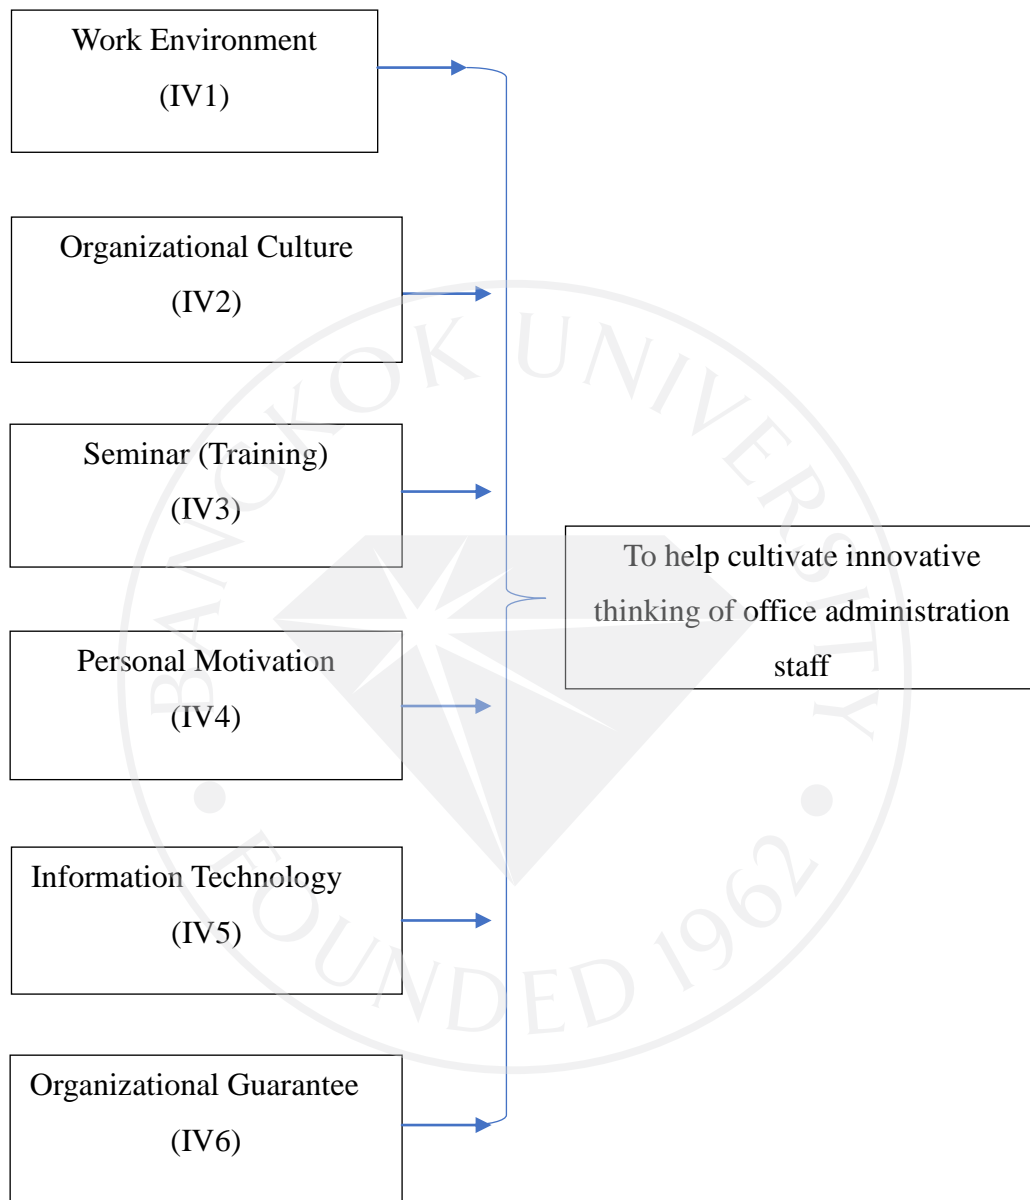 Work Environment
(IV1)
Organizational Culture
(IV2)
Seminar (Training)
(IV3)
Personal Motivation
(IV4)
Information Technology
(IV5)
Organizational Guarantee
(IV6)
To help cultivate innovative
thinking of office administration
staff
BANGKOK UNIVERSITY
FOUNDED 1962